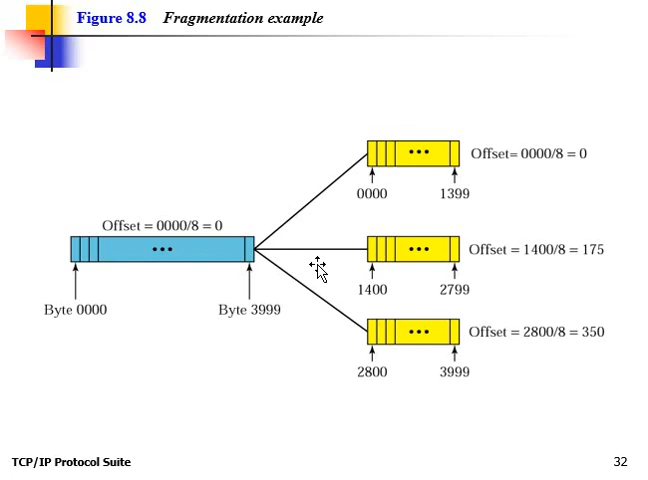 Figure 8.8 Fragmentation example
Offset= 0000/8 = 0
0000 1399
Offset = 0000/8 = 0
Byte 0000 Byte 3999
Offset = 1400/8 = 175
1400 2799
Offset = 2800/8 = 350
2800 3999
TCP/IP Protocol Suite 32